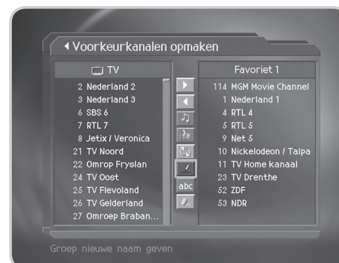 Voorkeurkanalen opmaken
TV
2 Nederland 2
3 Nederland 3
6 SBS 6
7 RTL 7
8 Jetix / Veronica
21 TV Noord
22 Omrop Fryslan
24 TV Oost
25 TV Flevoland
26 TV Gelderland
27 Omroep Braban...
abc
Favoriet 1
114 MGM Movie Channel
1 Nederland 1
4 RTL 4
5 RTL 5
9 Net 5
10 Nickelodeon / Talpa
11 TV Home kanaal
23 TV Drenthe
52 ZDF
53 NDR
Groep nieuwe naam geven